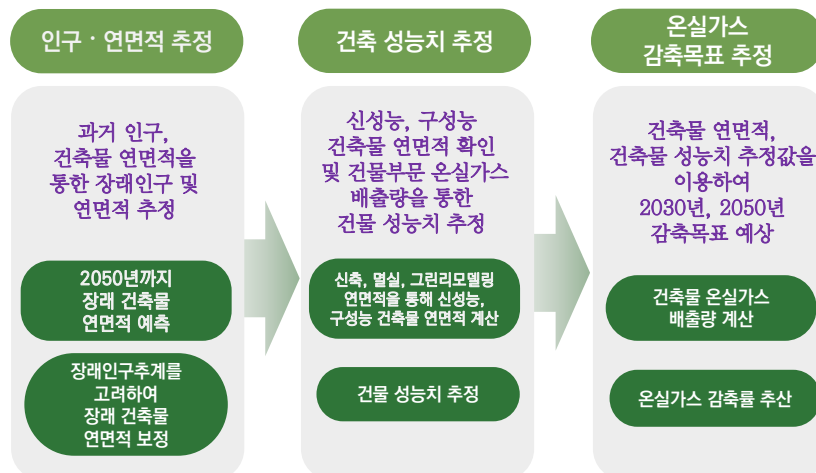 인구 · 연면적 추정
과거 인구,
건축물 연면적을
통한 장래인구 및
연면적 추정
2050년까지
장래 건축물
연면적 예측
장래인구추계를
고려하여
장래 건축물
연면적 보정
건축 성능치 추정
신성능, 구성능
건축물 연면적 확인
및 건물부문 온실가스
배출량을 통한
건물 성능치 추정
신축, 멸실, 그린리모델링
연면적을 통해 신성능,
구성능 건축물 연면적 계산
건물 성능치 추정
온실가스
감축목표 추정
건축물 연면적,
건축물 성능치 추정값을
이용하여
2030년, 2050년
감축목표 예상
건축물 온실가스
배출량 계산
온실가스 감축률 추산